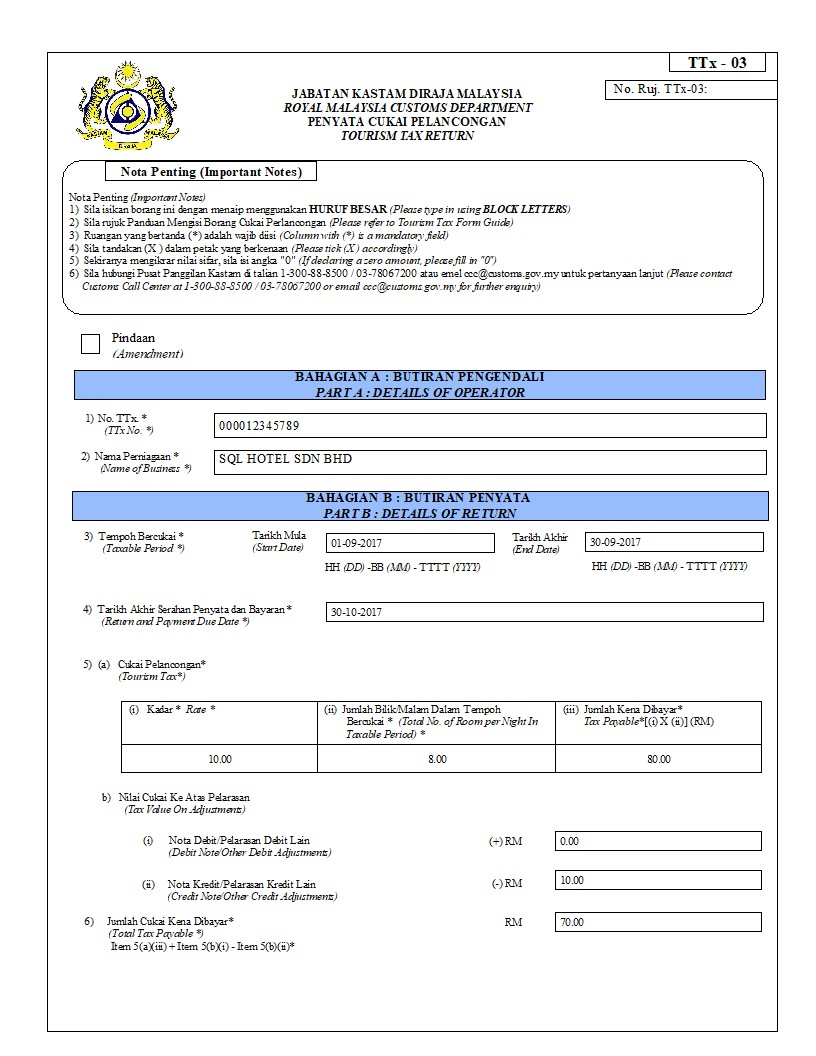 TTx - 03
No. Ruj. TTx-03:
JABATAN KASTAM DIRAJA MALAYSIA
ROYAL MALAYSIA CUSTOMS DEPARTMENT
PENYATA CUKAI PELANCONGAN
TOURISM TAX RETURN
Nota Penting (Important Notes)
Nota Penting (Important Notes)
1) Sila isikan borang ini dengan menaip menggunakan HURUF BESAR (Please type in using BLOCK LETTERS)
2) Sila rujuk Panduan Mengisi Borang Cukai Perlancongan (Please refer to Tourism Tax Form Guide)
3) Ruangan yang bertanda (*) adalah wajib diisi (Column with (*) is a mandatory field)
4) Sila tandakan (X ) dalam petak yang berkenaan (Please tick (X ) accordingly)
5) Sekiranya mengikrar nilai sifar, sila isi angka "0" (If declaring a zero amount, please fill in "0")
6) Sila hubungi Pusat Panggilan Kastam di talian 1-300-88-8500 / 03-78067200 atau emel ccc@customs.gov.my untuk pertanyaan lanjut (Please contact
Customs Call Center at 1-300-88-8500 / 03-78067200 or email ccc@customs.gov.my for further enquiry)
Pindaan
(Amendment)
BAHAGIAN A : BUTIRAN PENGENDALI
PART A : DETAILS OF OPERATOR
1) No. TTx. *
(TTx No. *)
000012345789
2) Nama Perniagaan *
(Name of Business *)
SQL HOTEL SDN BHD
BAHAGIAN B : BUTIRAN PENYATA
PART B : DETAILS OF RETURN
3) Tempoh Bercukai *
(Taxable Period *)
Tarikh Mula
(Start Date)
01-09-2017
Tarikh Akhir
(End Date)
30-09-2017
HH (DD) -BB (MM) - TTTT (YYYY)
HH (DD) -BB (MM) - TTTT (YYYY)
4) Tarikh Akhir Serahan Penyata dan Bayaran *
(Return and Payment Due Date *)
30-10-2017
5) (a) Cukai Pelancongan*
(Tourism Tax*)
(i) Kadar * Rate *
(ii) Jumlah Bilik/Malam Dalam Tempoh
Bercukai * (Total No. of Room per Night In
Taxable Period) *
(iii) Jumlah Kena Dibayar*
Tax Payable*[(i) X (ii)] (RM)
10.00
8.00
80.00
b) Nilai Cukai Ke Atas Pelarasan
(Tax Value On Adjustments)
(i) Nota Debit/Pelarasan Debit Lain
(Debit Note/Other Debit Adjustments)
(+) RM
0.00
(ii) Nota Kredit/Pelarasan Kredit Lain
(Credit Note/Other Credit Adjustments)
(-) RM
10.00
6) Jumlah Cukai Kena Dibayar*
(Total Tax Payable *)
Item 5(a)(iii) + Item 5(b)(i) - Item 5(b)(ii)*
RM
70.00